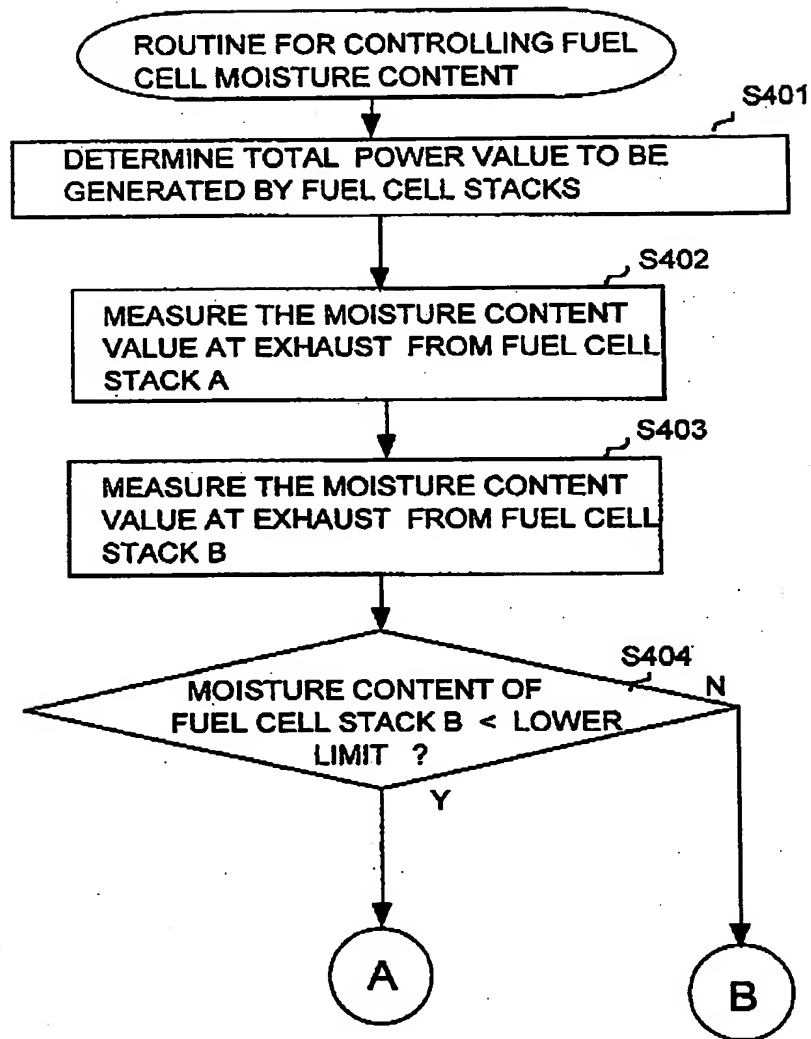 ROUTINE FOR CONTROLLING FUEL
CELL MOISTURE CONTENT
S401
DETERMINE TOTAL POWER VALUE TO BE
GENERATED BY FUEL CELL STACKS
S402
MEASURE THE MOISTURE CONTENT
VALUE AT EXHAUST FROM FUEL CELL
STACK A
S403
MEASURE THE MOISTURE CONTENT
VALUE AT EXHAUST FROM FUEL CELL
STACK B
S404
MOISTURE CONTENT OF
FUEL CELL STACK B < LOWER
LIMIT ?
N
Y
A
B